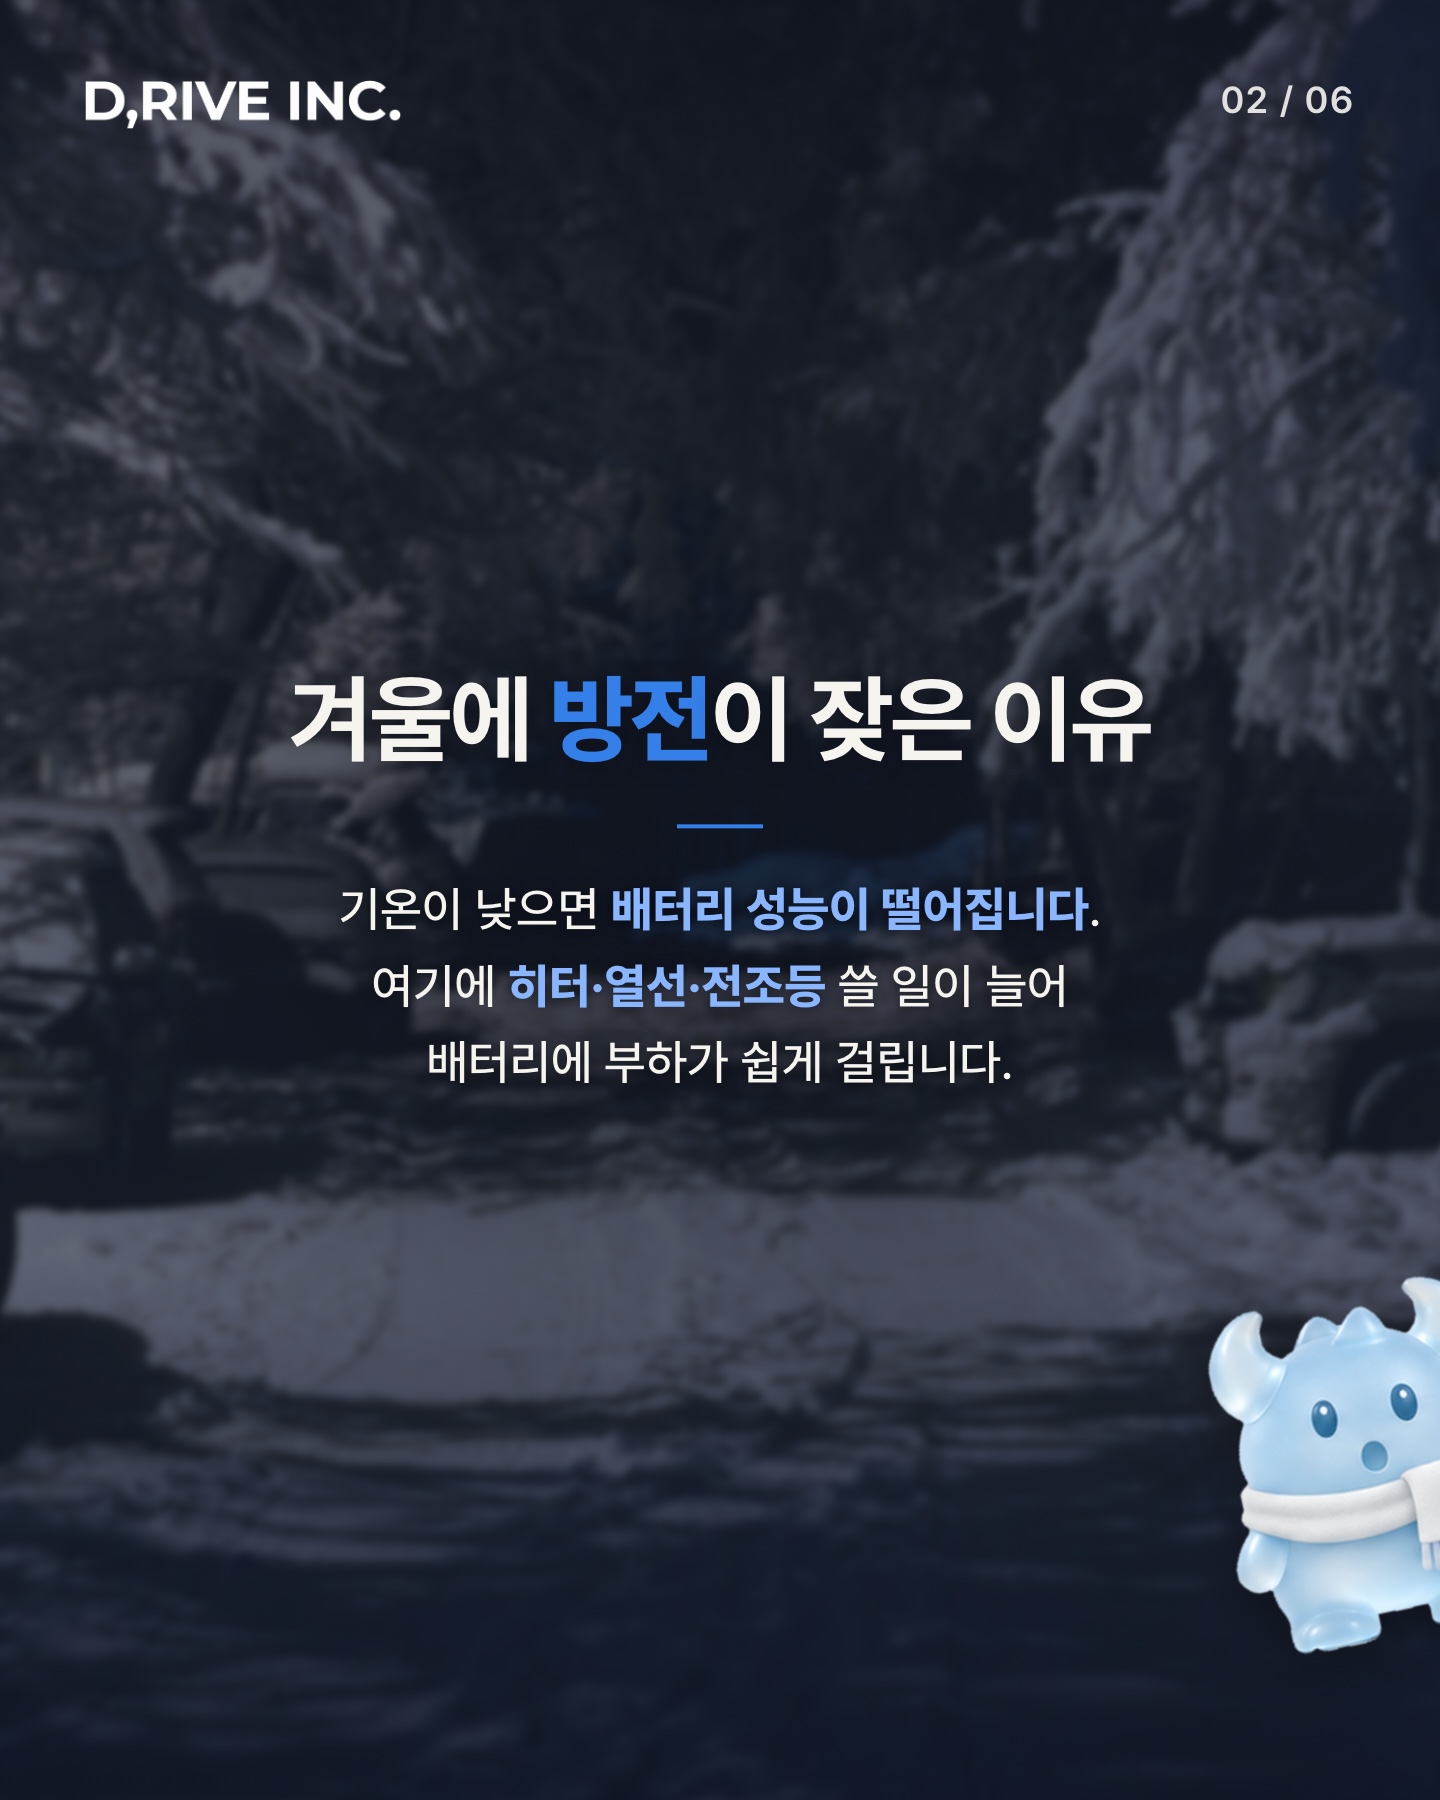 D,RIVE INC.
02 / 06
겨울에 방전이 잦은 이유
기온이 낮으면 배터리 성능이 떨어집니다.
여기에 히터·열선·전조등 쓸 일이 늘어
배터리에 부하가 쉽게 걸립니다.